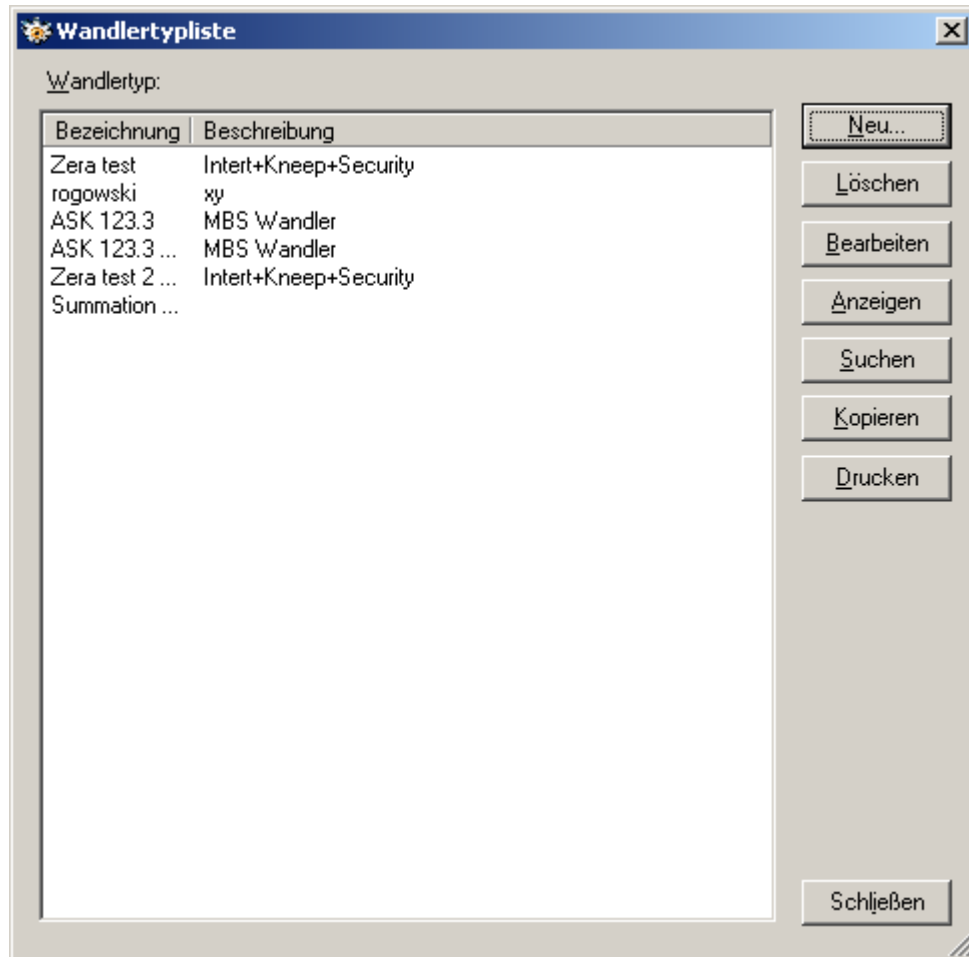 Wandlertypliste
Wandlertyp:
Bezeichnung Beschreibung
Zera test Intert+Kneep+Security
rogowski xy
ASK 123.3 MBS Wandler
ASK 123.3 ... MBS Wandler
Zera test 2 ... Intert+Kneep+Security
Summation ...
Neu...
Löschen
Bearbeiten
Anzeigen
Suchen
Kopieren
Drucken
Schließen